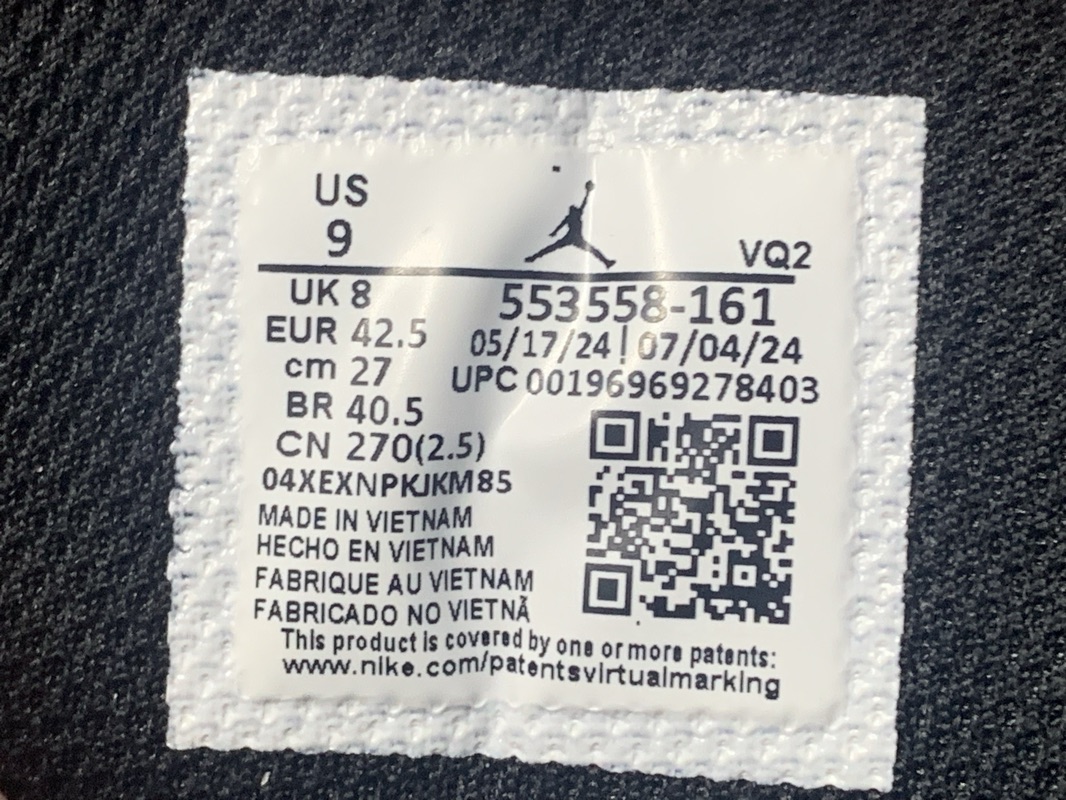 US
9
VQ2
UK 8
553558-161
EUR 42.5
05/17/24 | 07/04/24
cm 27
UPC 00196969278403
BR 40.5
CN 270(2.5)
04XEXNPKJKM85
MADE IN VIETNAM
HECHO EN VIETNAM
FABRIQUE AU VIETNAM
FABRICADO NO VIETNÃ
This product is covered by one or more patents:
www.nike.com/patentsvirtualmarking